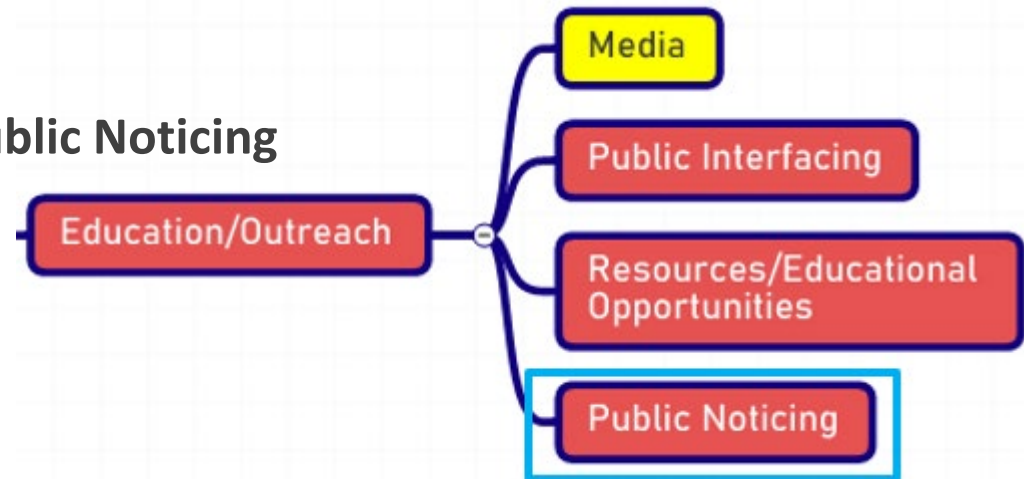 Media
blic Noticing
Public Interfacing
Education/Outreach
Resources/Educational
Opportunities
Public Noticing